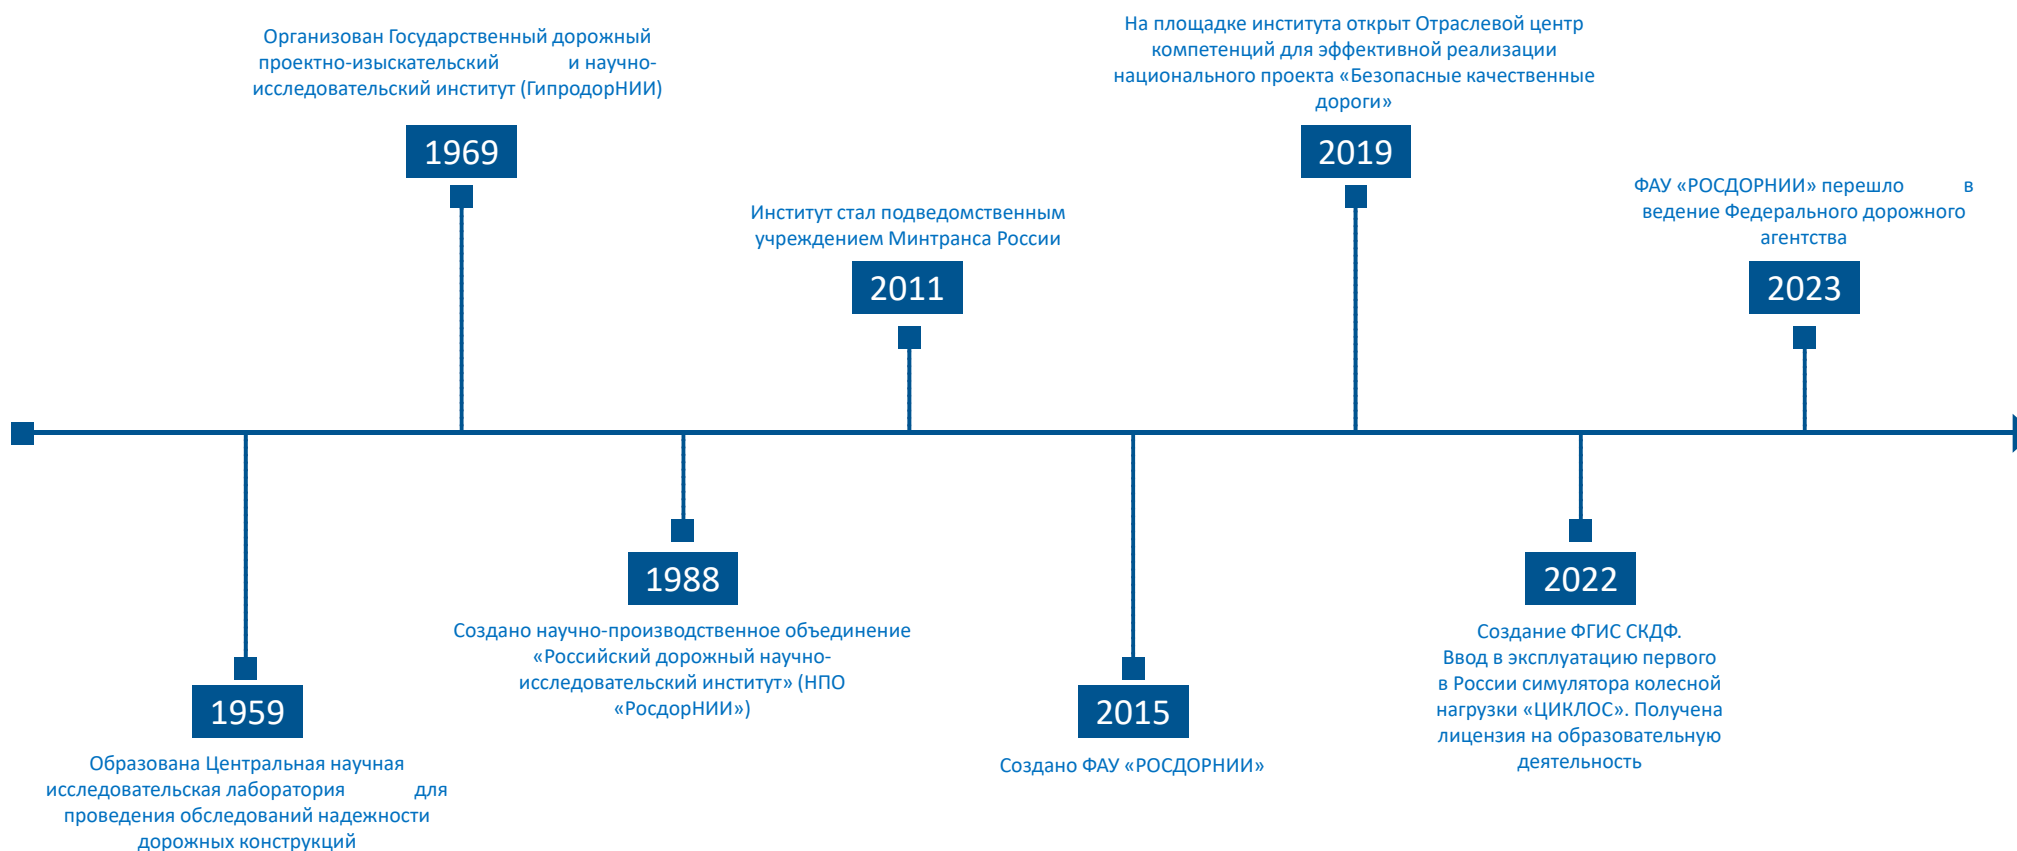 Организован Государственный дорожный
проектно-изыскательский и научно-
исследовательский институт (ГипродорНИИ)
1969
На площадке института открыт Отраслевой центр
компетенций для эффективной реализации
национального проекта «Безопасные качественные
дороги»
2019
Институт стал подведомственным
учреждением Минтранса России
2011
ФАУ «РОСДОРНИИ» перешло в
ведение Федерального дорожного
агентства
2023
1959
Образована Центральная научная
исследовательская лаборатория для
проведения обследований надежности
дорожных конструкций
1988
Создано научно-производственное объединение
«Российский дорожный научно-
исследовательский институт» (НПО
«РосдорНИИ»)
2015
Создано ФАУ «РОСДОРНИИ»
2022
Создание ФГИС СКДФ.
Ввод в эксплуатацию первого
в России симулятора колесной
нагрузки «ЦИКЛОС». Получена
лицензия на образовательную
деятельность